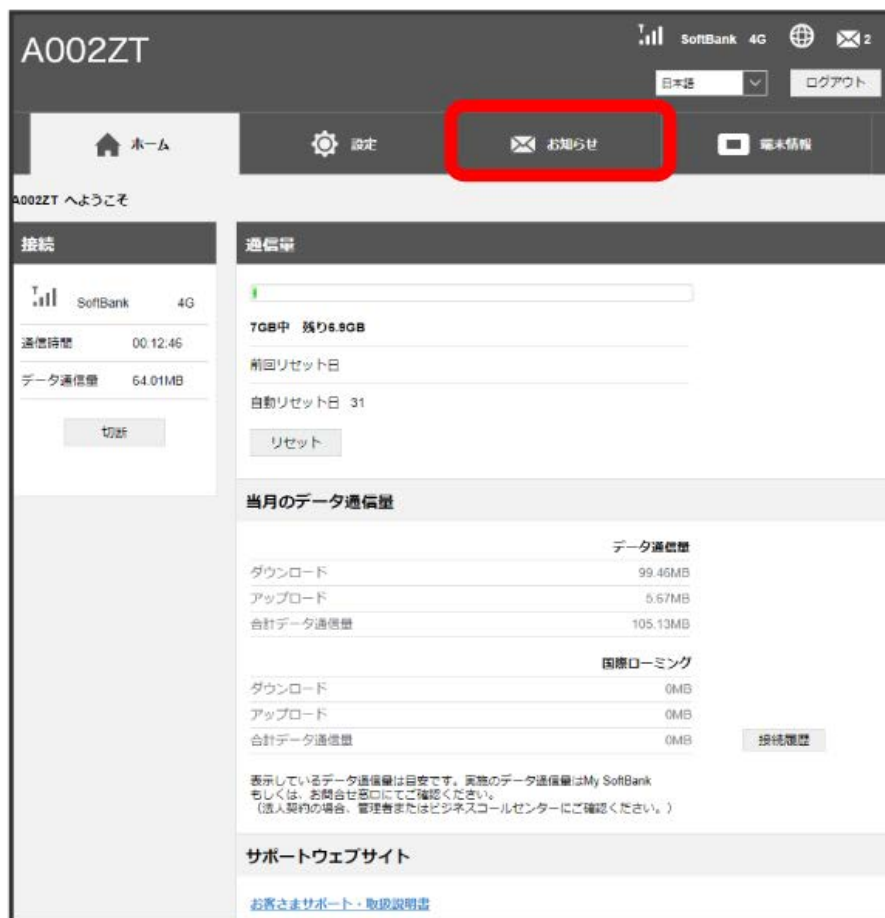 A002ZT
SoftBank 4G 2
日本語 ログアウト
ホーム 設定 お知らせ 端末情報
A002ZT へようこそ
接続
SoftBank 4G
通信時間 00:12:46
データ通信量 64.01MB
切断
通信量
7GB中 残り6.9GB
前回リセット日
自動リセット日 31
リセット
当月のデータ通信量
データ通信量
ダウンロード 99.46MB
アップロード 5.67MB
合計データ通信量 105.13MB
国際ローミング
ダウンロード 0MB
アップロード 0MB
合計データ通信量 0MB 接続履歴
表示しているデータ通信量は目安です。実施のデータ通信量はMy SoftBank
もしくは、お問合せ窓口にてご確認ください。
（法人契約の場合、管理者またはビジネスコールセンターにご確認ください。）
サポートウェブサイト
お客さまサポート・取扱説明書